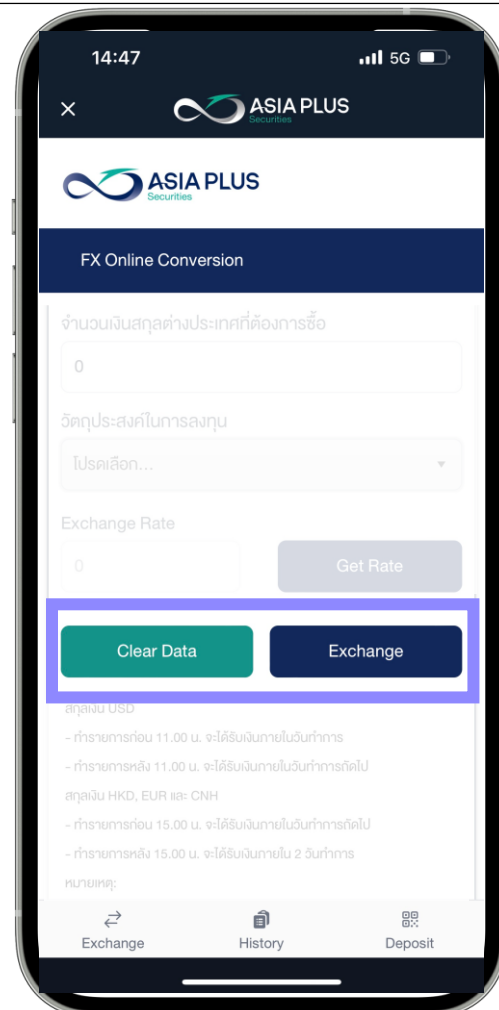 14:47
5G
ASIA PLUS
Securities
ASIA PLUS
Securities
FX Online Conversion
จำนวนเงินสกุลต่างประเทศที่ต้องการซื้อ
0
วัตถุประสงค์ในการลงทุน
โปรดเลือก...
Exchange Rate
0 Get Rate
Clear Data Exchange
สกุลเงิน USD
- ทำรายการก่อน 11.00 น. จะได้รับเงินภายในวันทำการ
- ทำรายการหลัง 11.00 น. จะได้รับเงินภายในวันทำการถัดไป
สกุลเงิน HKD, EUR และ CNH
- ทำรายการก่อน 15.00 น. จะได้รับเงินภายในวันทำการถัดไป
- ทำรายการหลัง 15.00 น. จะได้รับเงินภายใน 2 วันทำการ
หมายเหตุ:
Exchange History Deposit